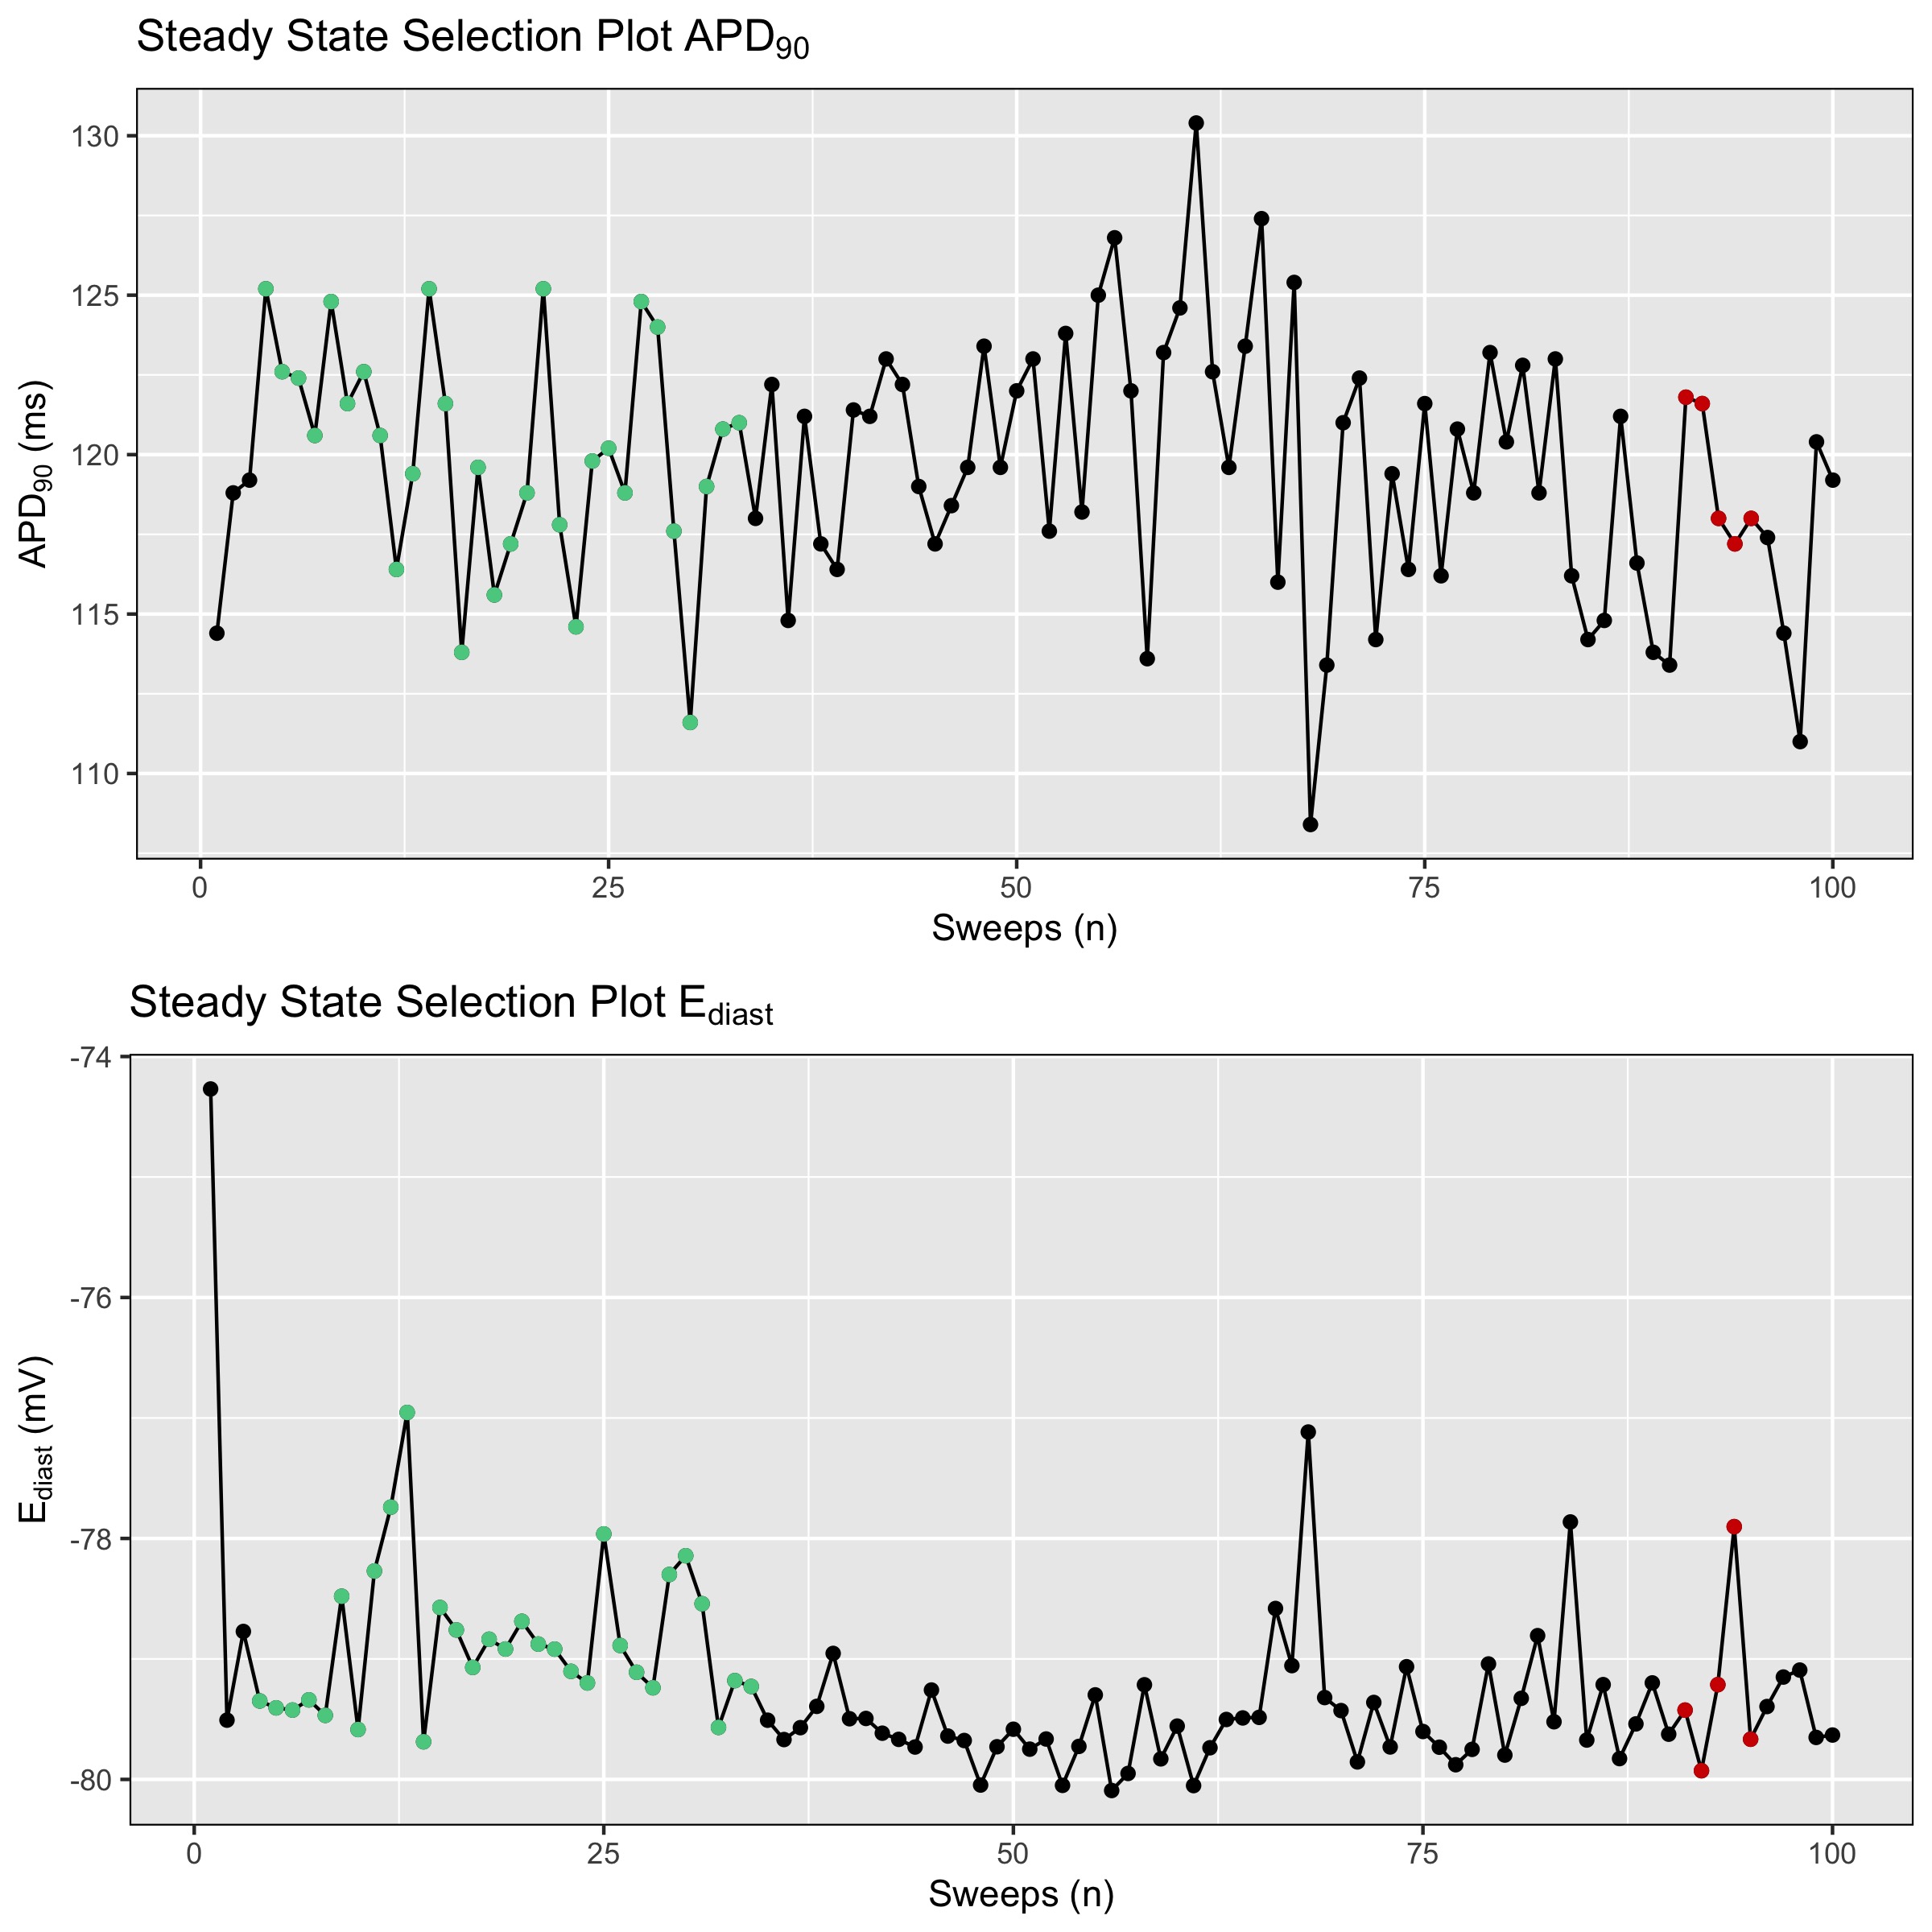 Steady State Selection Plot APD90
APD90 (ms)
130
125
120
115
110
0 25 50 75 100
Sweeps (n)
Steady State Selection Plot Ediast
Ediast (mV)
-74
-76
-78
-80
0 25 50 75 100
Sweeps (n)